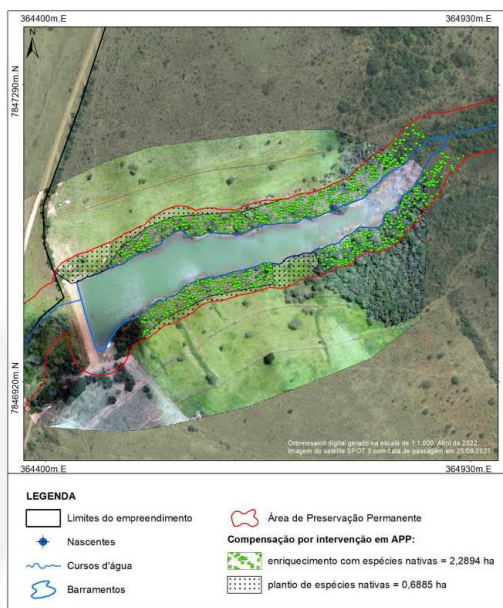 364400m.E
364930m.E
7847290m.N
N
7846920m.N
Ortomosaico digital gerado na escala de 1:1.000. Abril de 2022.
Imagem do satélite SPOT 3 com data de passagem em 25/08/2021.
364400m.E
364930m.E
LEGENDA
Limites do empreendimento
Nascentes
Cursos d'água
Barramentos
Área de Preservação Permanente
Compensação por intervenção em APP:
enriquecimento com espécies nativas = 2,2894 ha
plantio de espécies nativas = 0,6885 ha